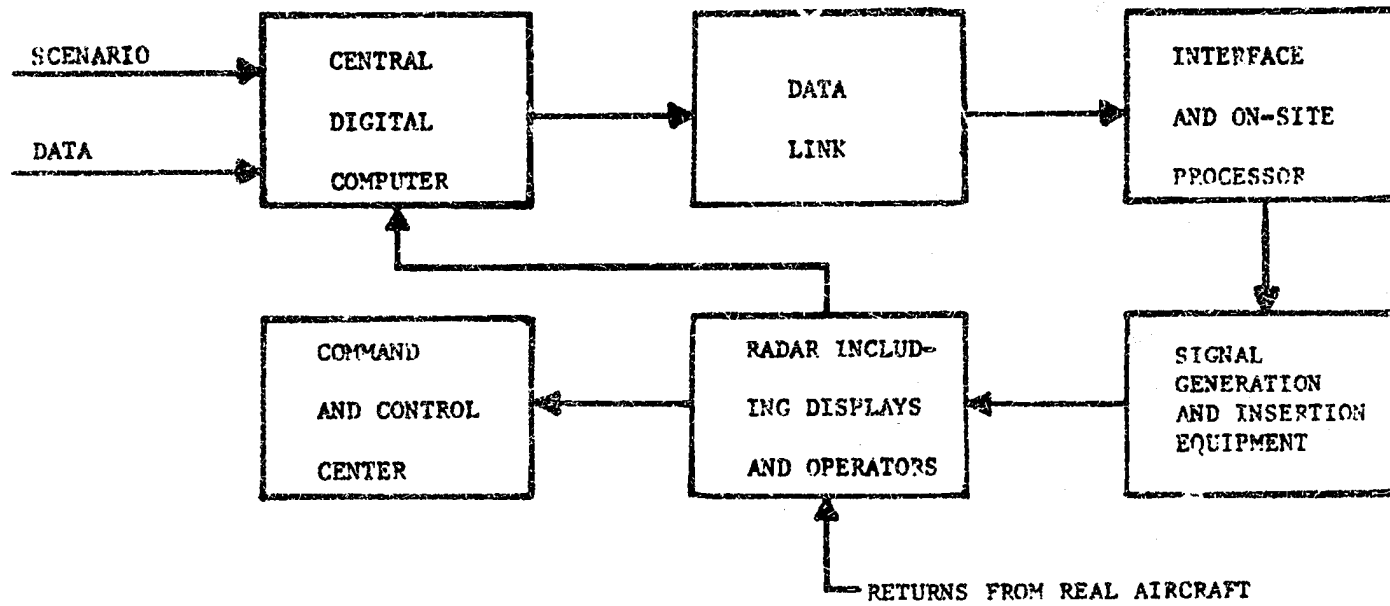 SCENARIO
DATA
CENTRAL
DIGITAL
COMPUTER
DATA
LINK
INTERFACE
AND ON-SITE
PROCESSOR
COMMAND
AND CONTROL
CENTER
RADAR INCLUD-
ING DISPLAYS
AND OPERATORS
SIGNAL
GENERATION
AND INSERTION
EQUIPMENT
RETURNS FROM REAL AIRCRAFT